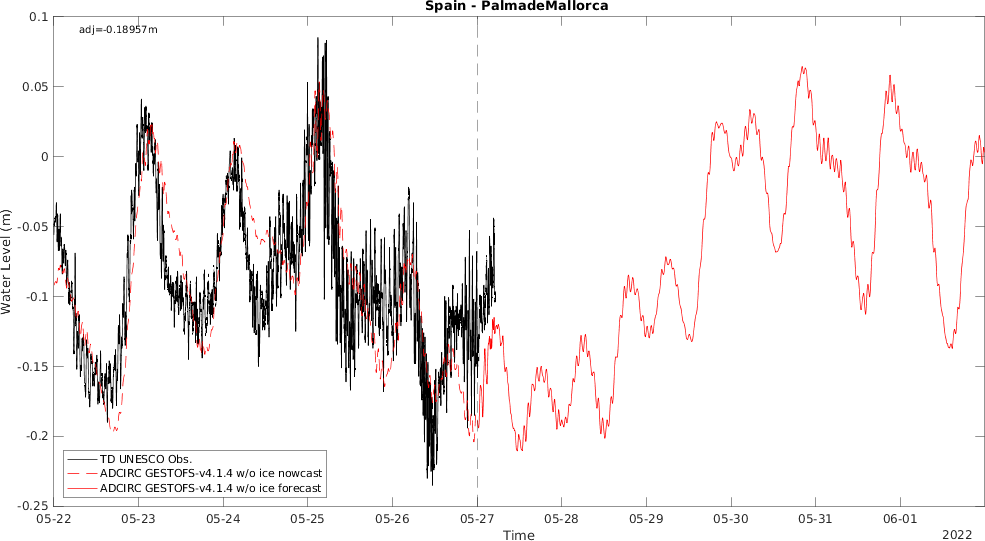 Spain - PalmadeMallorca
adj=-0.18957m
0.1
0.05
0
-0.05
-0.1
-0.15
-0.2
-0.25
Water Level (m)
TD UNESCO Obs.
ADCIRC GESTOFS-v4.1.4 w/o ice nowcast
ADCIRC GESTOFS-v4.1.4 w/o ice forecast
05-22 05-23 05-24 05-25 05-26 05-27 05-28 05-29 05-30 05-31 06-01
Time
2022